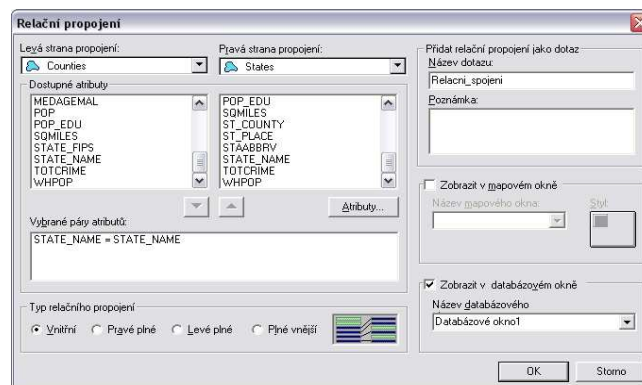 Relační propojení
Levá strana propojení:
Counties
Pravá strana propojení:
States
Dostupné atributy
MEDAGEMAL
POP
POP_EDU
SQMILES
STATE_FIPS
STATE_NAME
TOTCRIME
WHPOP
POP_EDU
SQMILES
ST_COUNTY
ST_PLACE
STAABBRV
STATE_NAME
TOTCRIME
WHPOP
Atributy...
Vybrané páry atributů:
STATE_NAME = STATE_NAME
Typ relačního propojení
Vnitřní
Pravé plné
Levé plné
Plné vnější
Přidat relační propojení jako dotaz
Název dotazu:
Relacni_spojeni
Poznámka:
Zobrazit v mapovém okně
Název mapového okna:
Styl:
Zobrazit v databázovém okně
Název databázového
Databázové okno1
OK
Storno